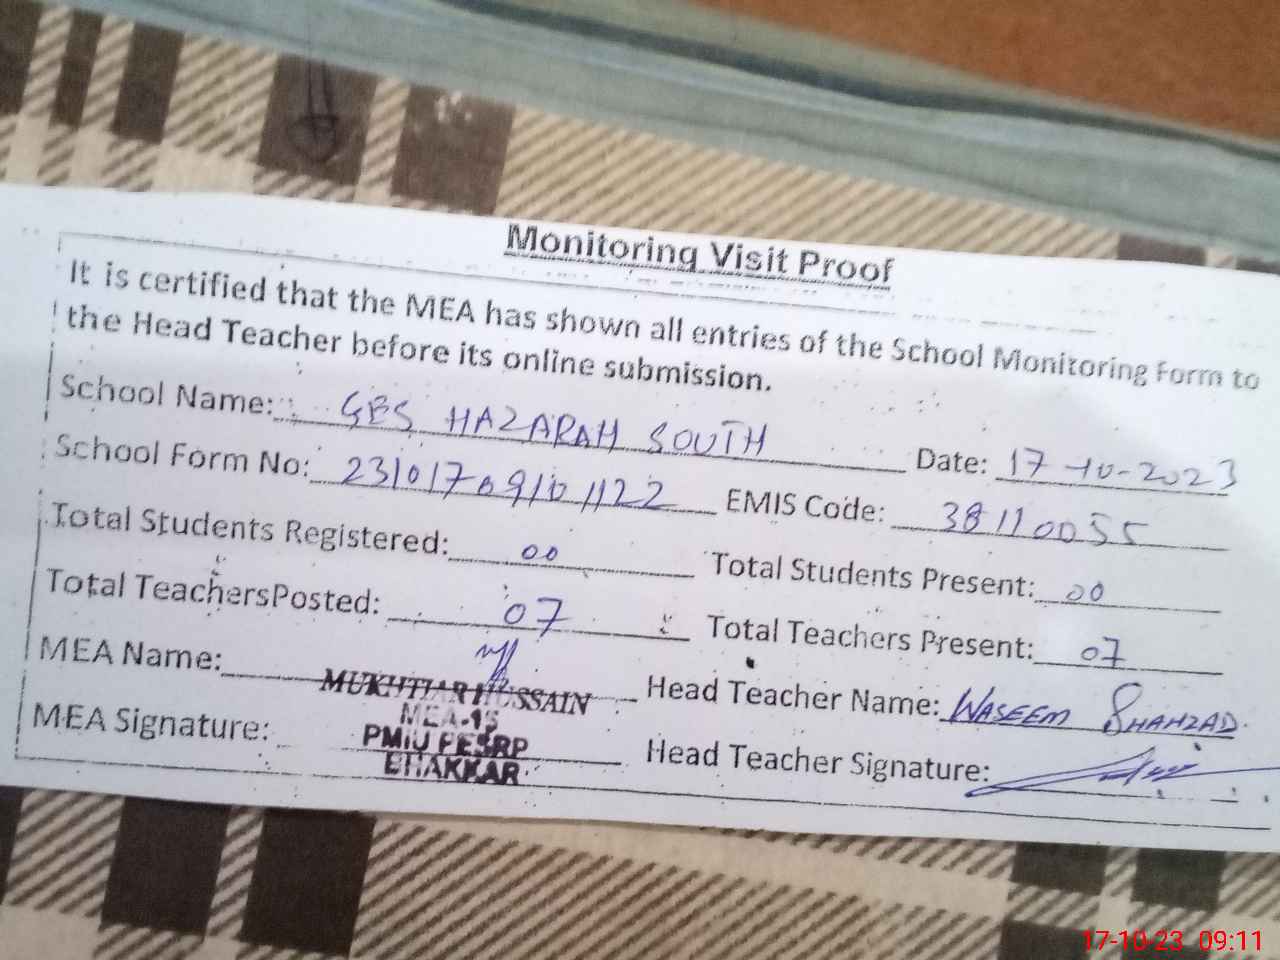 Monitoring Visit Proof
It is certified that the MEA has shown all entries of the School Monitoring Form to
the Head Teacher before its online submission.
School Name: GES HAZARAH SOUTH Date: 17-10-2023
School Form No: 23101709101122 EMIS Code: 38110055
Total Students Registered: 00 Total Students Present: 00
Total TeachersPosted: 07 Total Teachers Present: 07
MEA Name: MUKHTIAR HUSSAIN Head Teacher Name: WASEEM SHAHZAD
MEA-15
MEA Signature: PMIU PESRP Head Teacher Signature:
BHAKKAR
17-10-23 09:11